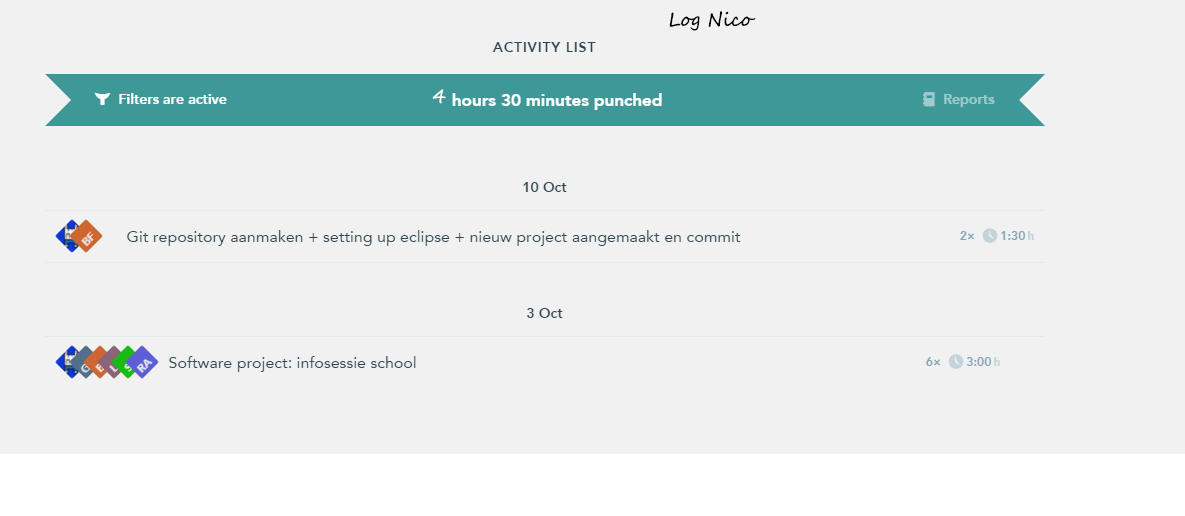 Log Nico
ACTIVITY LIST
Filters are active 4 hours 30 minutes punched Reports
10 Oct
BF Git repository aanmaken + setting up eclipse + nieuw project aangemaakt en commit 2× 1:30 h
3 Oct
RA Software project: infosessie school 6× 3:00 h